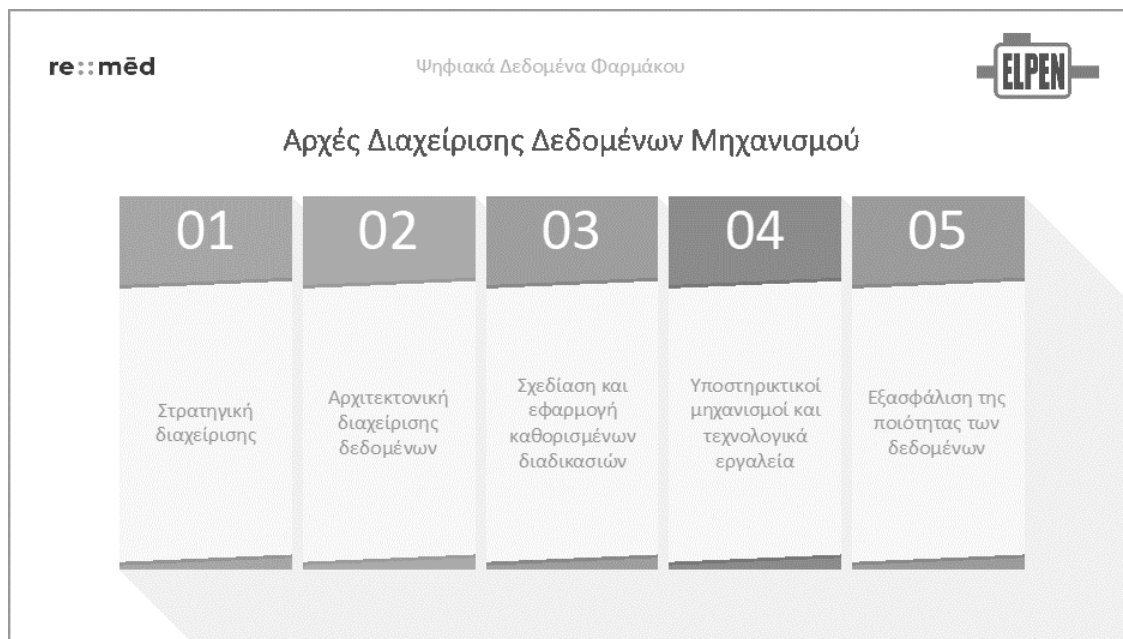 re::mēd
Ψηφιακά Δεδομένα Φαρμάκου
ELPEN
Αρχές Διαχείρισης Δεδομένων Μηχανισμού
01
Στρατηγική
διαχείρισης
02
Αρχιτεκτονική
διαχείρισης
δεδομένων
03
Σχεδίαση και
εφαρμογή
καθορισμένων
διαδικασιών
04
Υποστηρικτικοί
μηχανισμοί και
τεχνολογικά
εργαλεία
05
Εξασφάλιση της
ποιότητας των
δεδομένων